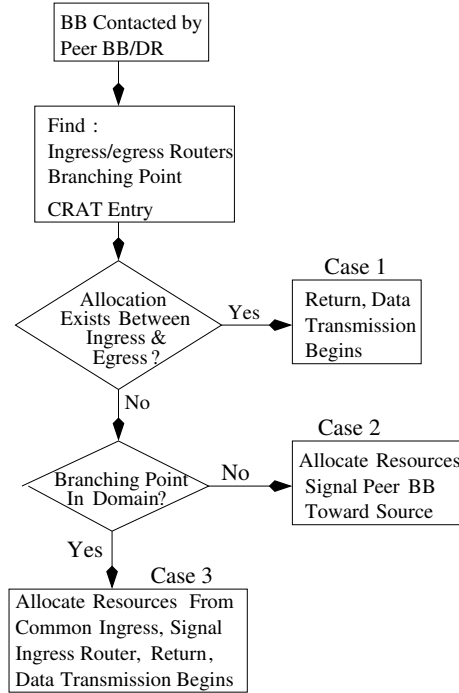 BB Contacted by
Peer BB/DR
Find :
Ingress/egress Routers
Branching Point
CRAT Entry
Allocation
Exists Between
Ingress &
Egress ?
Yes
Case 1
Return, Data
Transmission
Begins
No
Branching Point
In Domain?
No
Case 2
Allocate Resources
Signal Peer BB
Toward Source
Yes
Case 3
Allocate Resources From
Common Ingress, Signal
Ingress Router, Return,
Data Transmission Begins